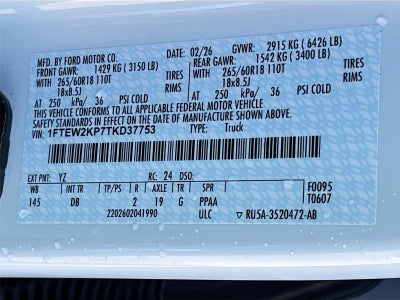 MFD. BY FORD MOTOR CO. 02/26 GVWR: 2915 KG (6426 LB)
FRONT GAWR: 1429 KG (3150 LB) REAR GAWR: 1542 KG (3400 LB)
265/60R18 110T TIRES 265/60R18 110T TIRES
18x8.5J RIMS 18x8.5J RIMS
AT 250 kPa/ 36 PSI COLD AT 250 kPa/ 36 PSI COLD
THIS VEHICLE CONFORMS TO ALL APPLICABLE FEDERAL MOTOR VEHICLE
SAFETY STANDARDS IN EFFECT ON THE DATE OF MANUFACTURE SHOWN ABOVE.
VIN: 1FTEW2KP7TKD37753 TYPE: Truck
EXT PNT: YZ RC: 24 DSO: F0095
WB INT TR TP/PS R AXLE TR SPR T0607
145 DB 2 19 G PPAA
2202602041990 ULC RU5A-3520472-AB